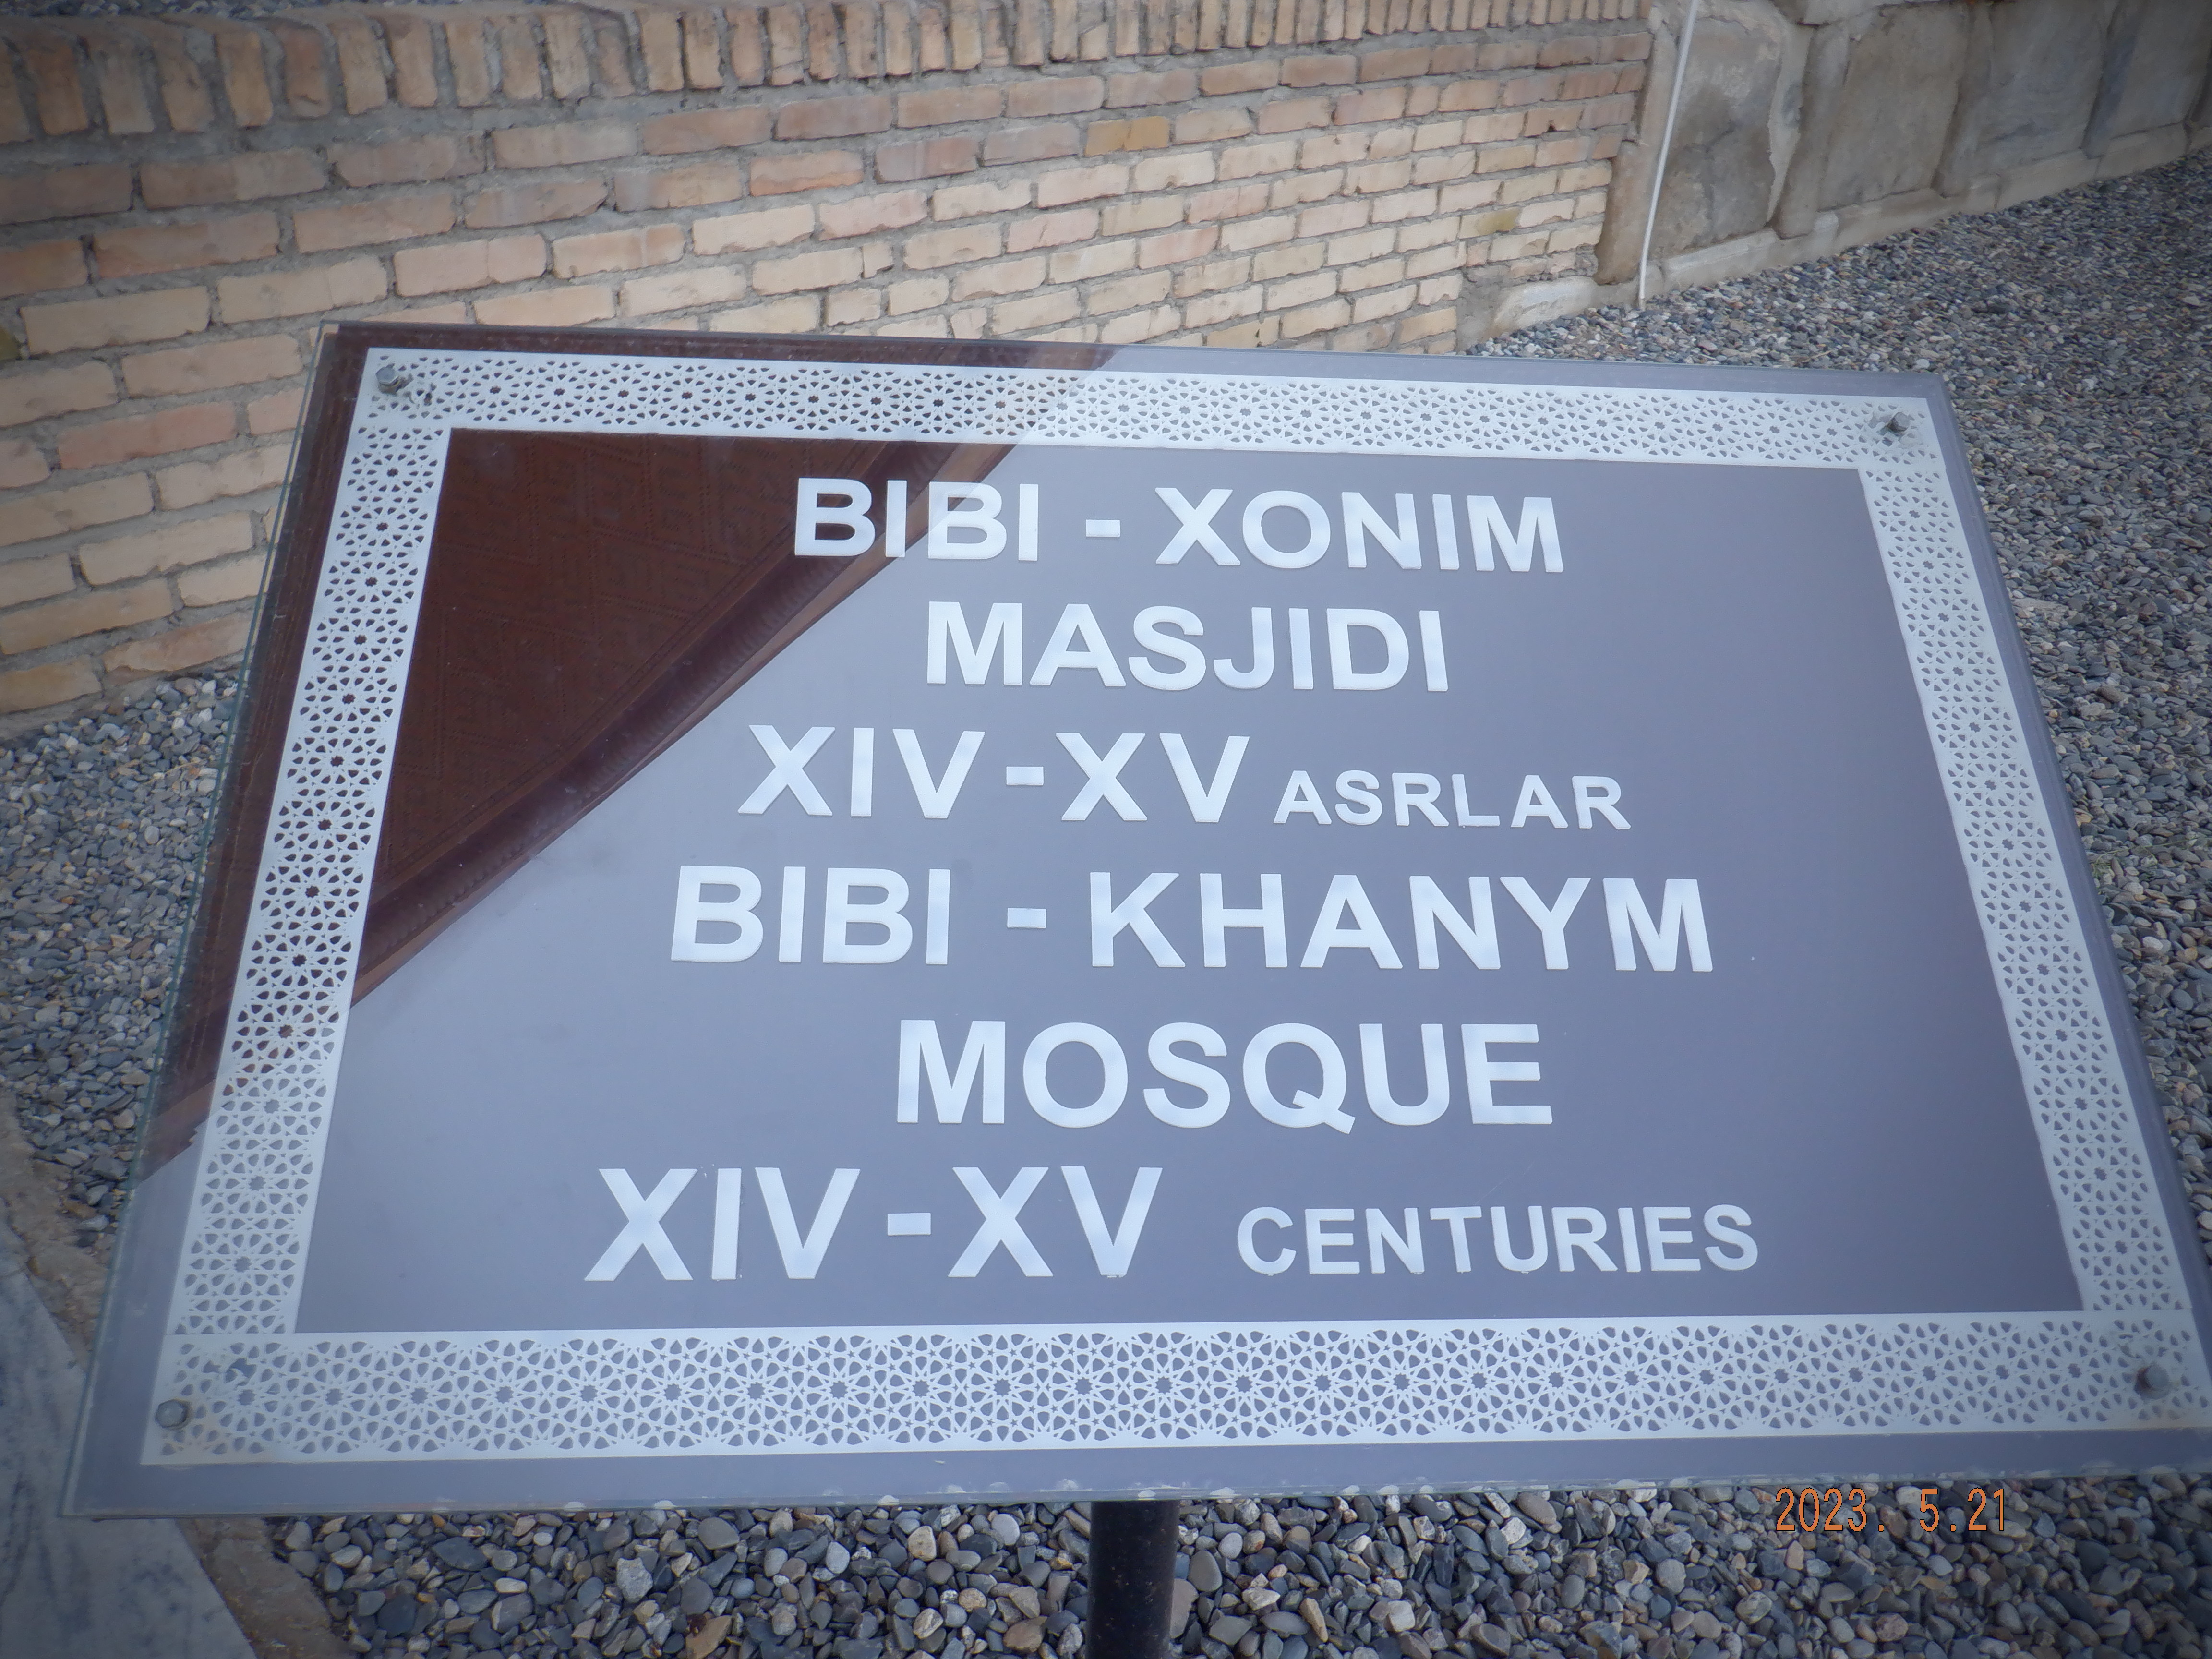 BIBI - XONIM
MASJIDI
XIV-XV ASRLAR
BIBI - KHANYM
MOSQUE
XIV-XV CENTURIES
2023. 5.21